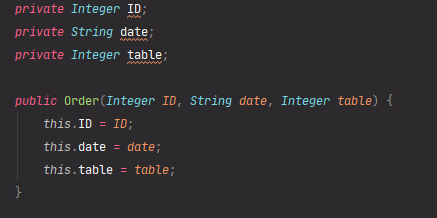 private Integer ID;
private String date;
private Integer table;
public Order(Integer ID, String date, Integer table) {
this.ID = ID;
this.date = date;
this.table = table;
}